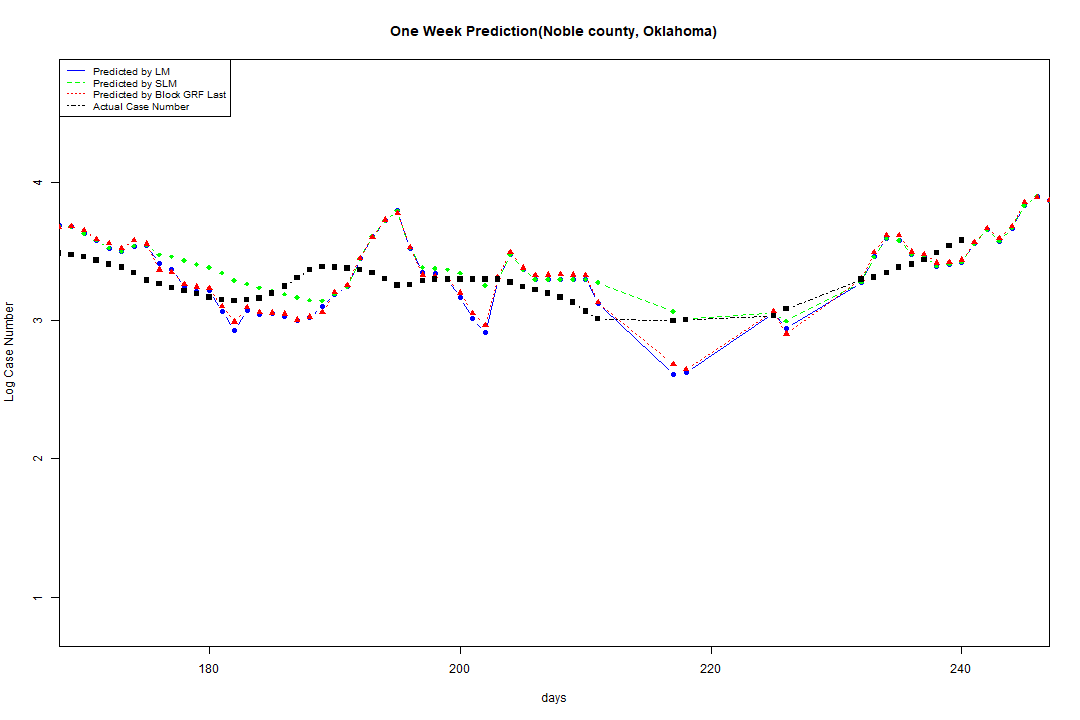 One Week Prediction(Noble county, Oklahoma)
Predicted by LM
Predicted by SLM
Predicted by Block GRF Last
Actual Case Number
4
3
2
1
Log Case Number
180
200
220
240
days